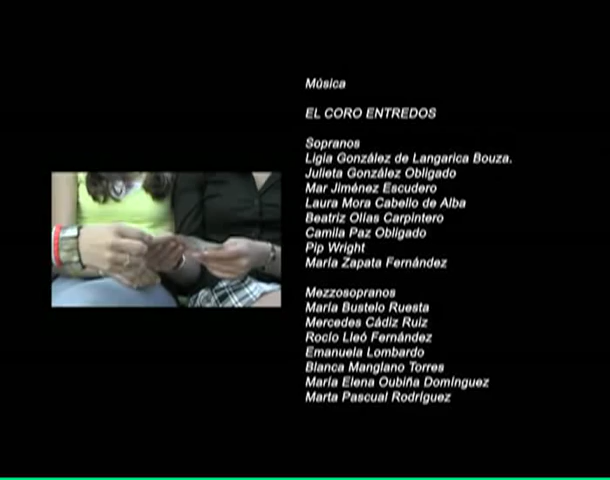 Música
EL CORO ENTREDOS
Sopranos
Ligia González de Langarica Bouza.
Julieta González Obligado
Mar Jiménez Escudero
Laura Mora Cabello de Alba
Beatriz Olías Carpintero
Camila Paz Obligado
Pip Wright
María Zapata Fernández
Mezzosopranos
María Bustelo Ruesta
Mercedes Cádiz Ruiz
Rocío Lleó Fernández
Emanuela Lombardo
Blanca Mangiano Torres
María Elena Oubiña Domínguez
Marta Pascual Rodríguez